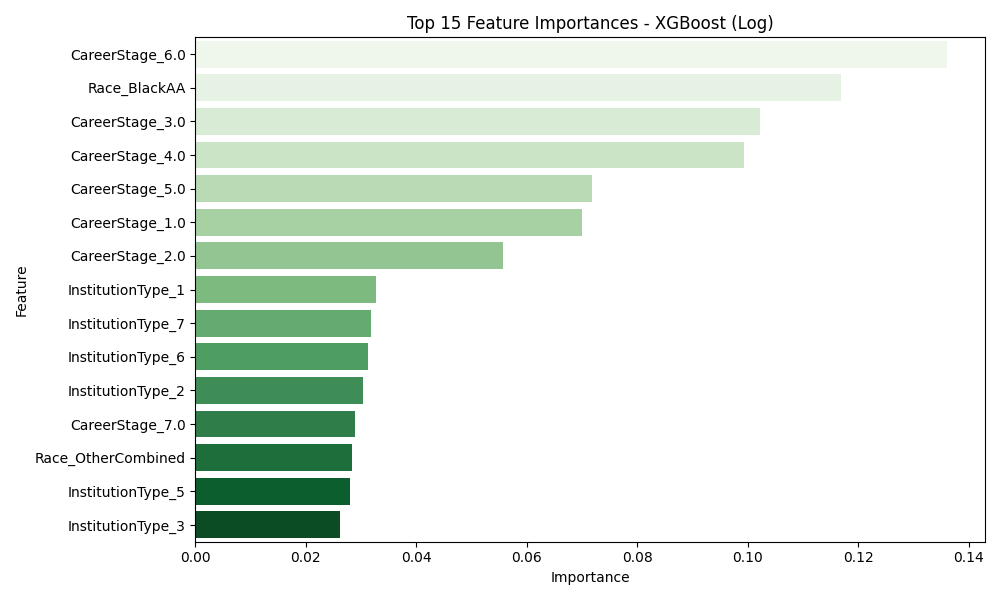 Top 15 Feature Importances - XGBoost (Log)
CareerStage_6.0
Race_BlackAA
CareerStage_3.0
CareerStage_4.0
CareerStage_5.0
CareerStage_1.0
CareerStage_2.0
InstitutionType_1
InstitutionType_7
InstitutionType_6
InstitutionType_2
CareerStage_7.0
Race_OtherCombined
InstitutionType_5
InstitutionType_3
Feature
0.00 0.02 0.04 0.06 0.08 0.10 0.12 0.14
Importance